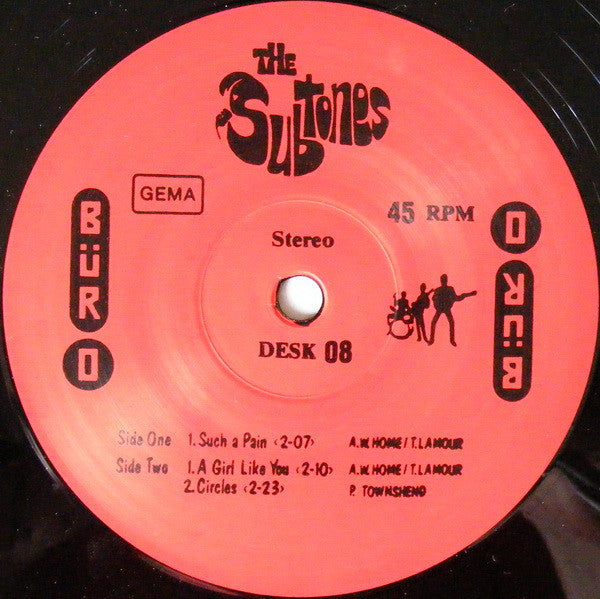 THE
Subtones
GEMA
45 RPM
Stereo
BÜRO
BÜRO
DESK 08
Side One 1. Such a Pain ‹2-07› A.W. HOME / T. LAMOUR
Side Two 1. A Girl Like You ‹2-10› A.W. HOME / T. LAMOUR
2. Circles ‹2-23› P. TOWNSHEND